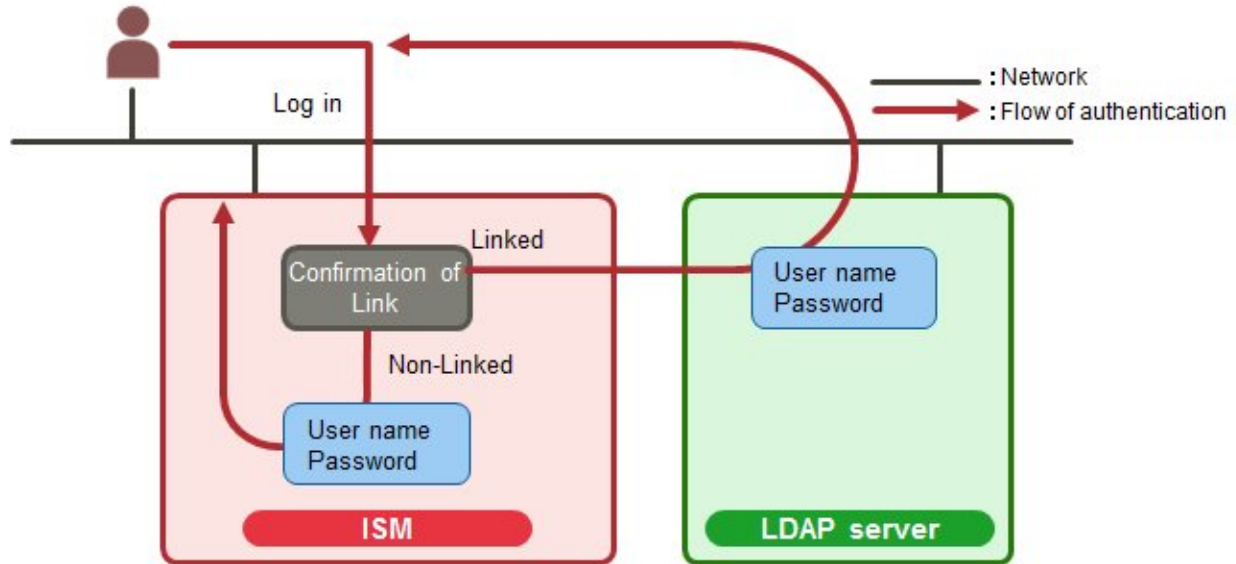 : Network
: Flow of authentication
Log in
Linked
Confirmation of
Link
User name
Password
Non-Linked
User name
Password
ISM
LDAP server